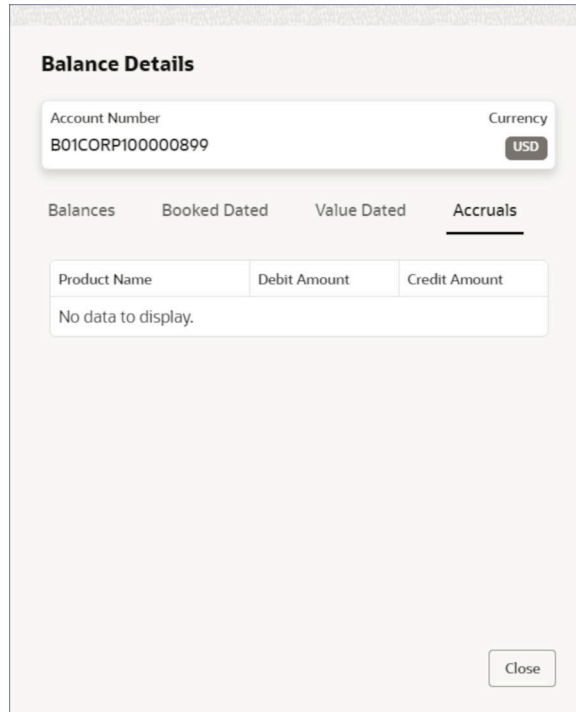 Balance Details
Account Number Currency
B01CORP100000899 USD
Balances Booked Dated Value Dated Accruals
Product Name Debit Amount Credit Amount
No data to display.
Close